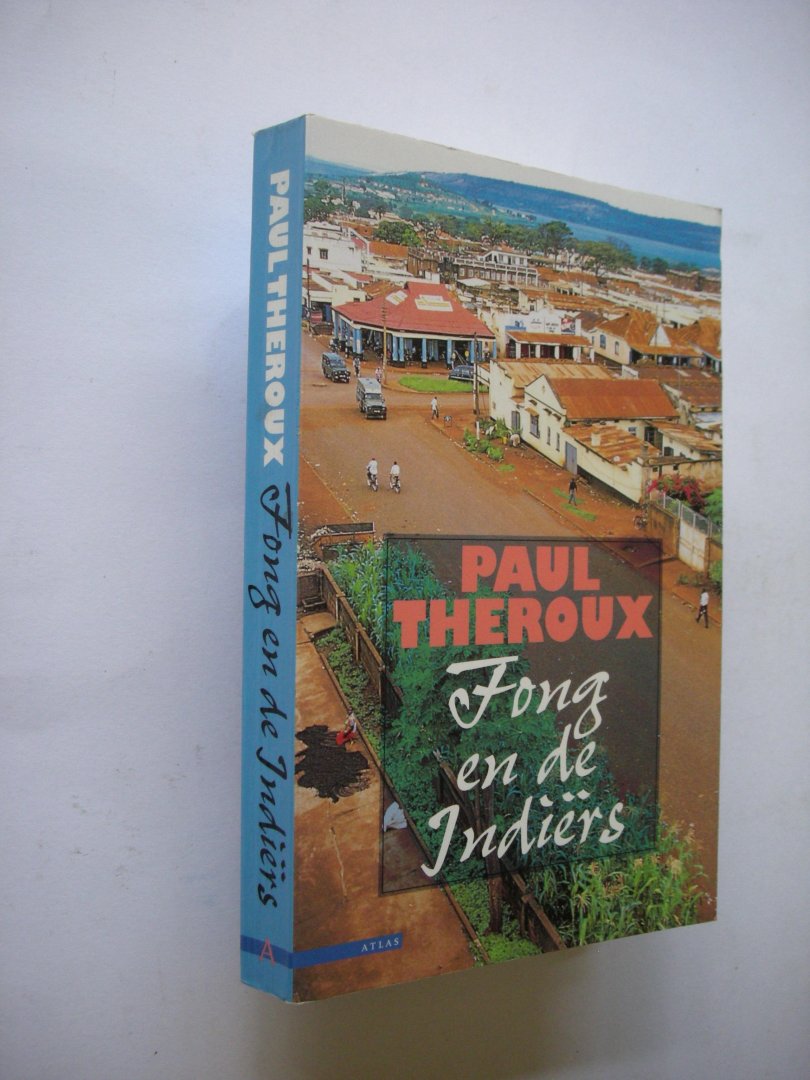 PAUL THEROUX Fong en de Indiërs
A
PAUL
THEROUX
Fong
en de
Indiërs
ATLAS